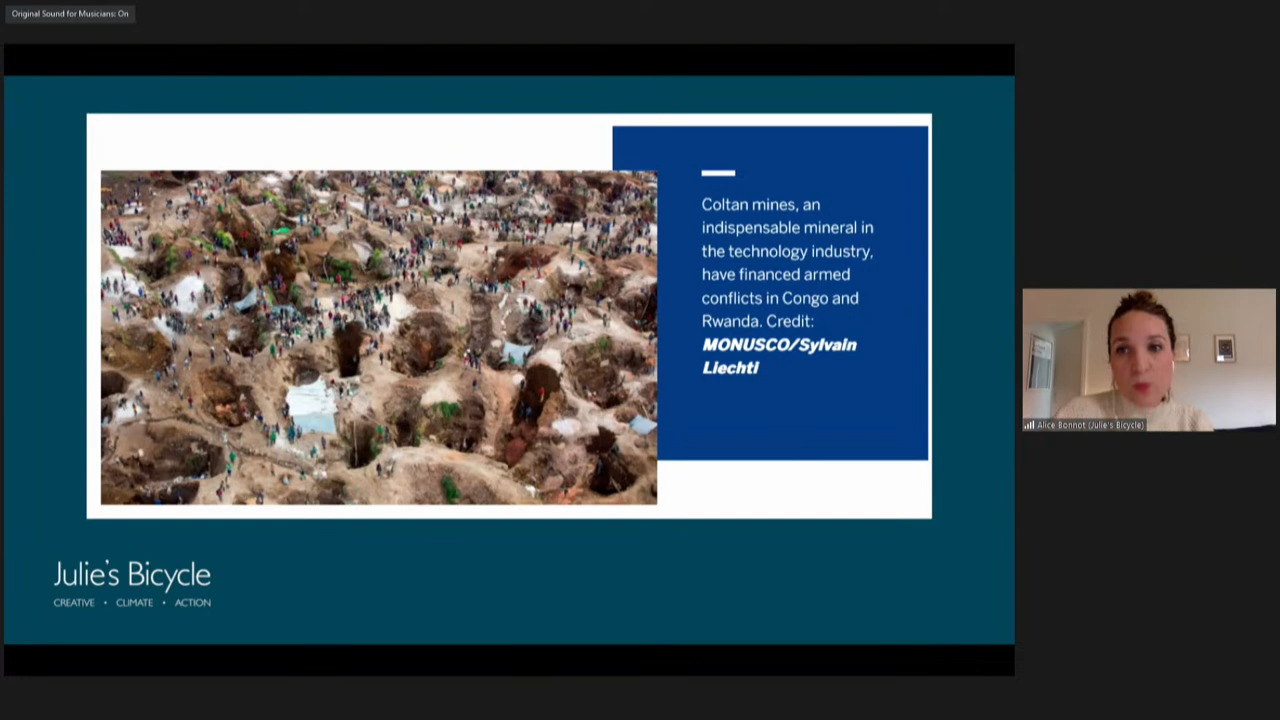 Original Sound for Musicians: On
Coltan mines, an
indispensable mineral in
the technology industry,
have financed armed
conflicts in Congo and
Rwanda. Credit:
MONUSCO/Sylvain
Liechti
Alice Bonnot (Julie's Bicycle)
Julie's Bicycle
CREATIVE • CLIMATE • ACTION